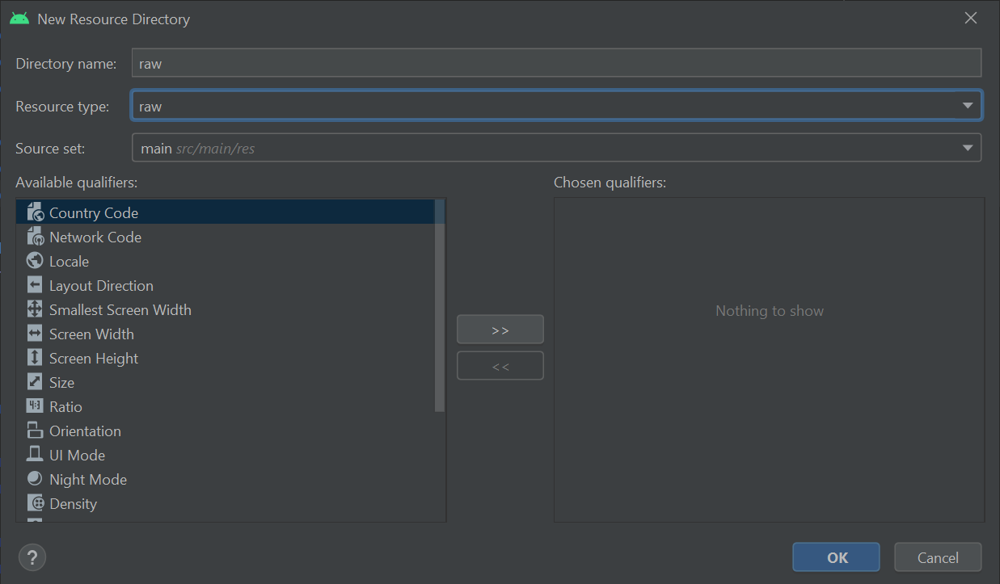 New Resource Directory
Directory name: raw
Resource type: raw
Source set: main src/main/res
Available qualifiers: Chosen qualifiers:
Country Code
Network Code
Locale
Layout Direction
Smallest Screen Width
Screen Width
Screen Height
Size
Ratio
Orientation
UI Mode
Night Mode
Density
>>
<<
Nothing to show
? OK Cancel